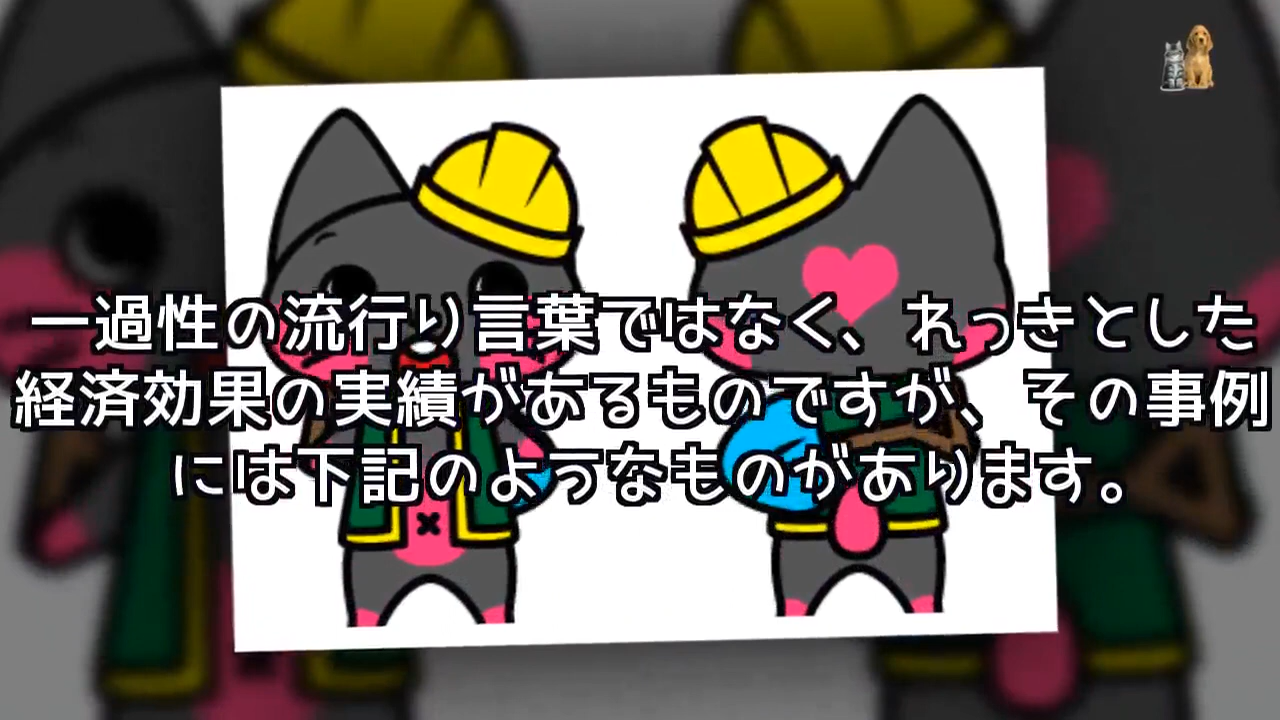 一過性の流行り言葉ではなく、れっきとした
経済効果の実績があるものですが、その事例
には下記のようなものがあります。